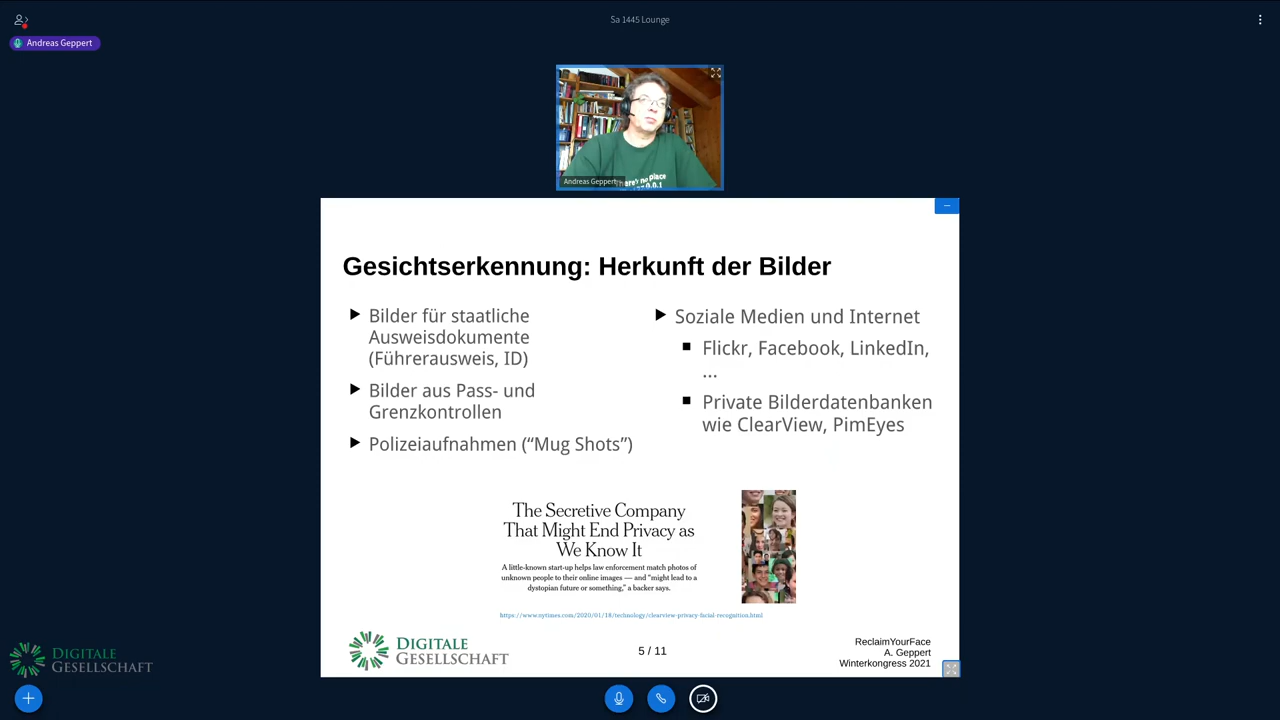 Sa 1445 Lounge
Andreas Geppert
Andreas Geppert
There's no place
Gesichtserkennung: Herkunft der Bilder
Bilder für staatliche
Ausweisdokumente
(Führerausweis, ID)
Bilder aus Pass- und
Grenzkontrollen
Polizeiaufnahmen (“Mug Shots”)
Soziale Medien und Internet
Flickr, Facebook, LinkedIn,
...
Private Bilderdatenbanken
wie ClearView, PimEyes
The Secretive Company
That Might End Privacy as
We Know It
A little-known start-up helps law enforcement match photos of
unknown people to their online images — and “might lead to a
dystopian future or something,” a backer says.
https://www.nytimes.com/2020/01/18/technology/clearview-privacy-facial-recognition.html
DIGITALE
GESELLSCHAFT
5 / 11
ReclaimYourFace
A. Geppert
Winterkongress 2021
DIGITALE
GESELLSCHAFT